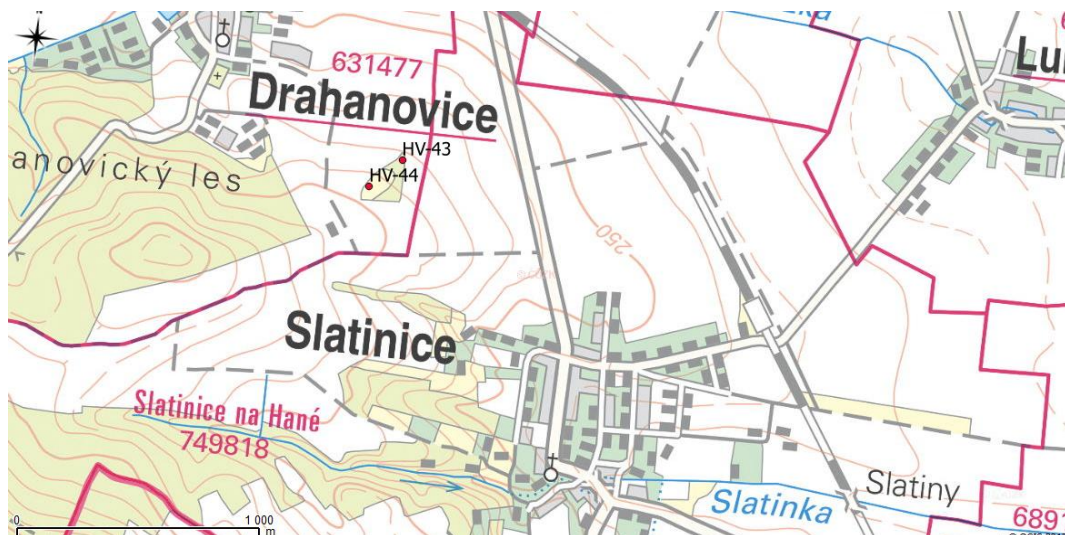 631477
Drahanovice
HV-43
HV-44
anovický les
250
Slatinice
Slatinice na Hané
749818
Slatiny
Slatinka
6891
0
1 000
m